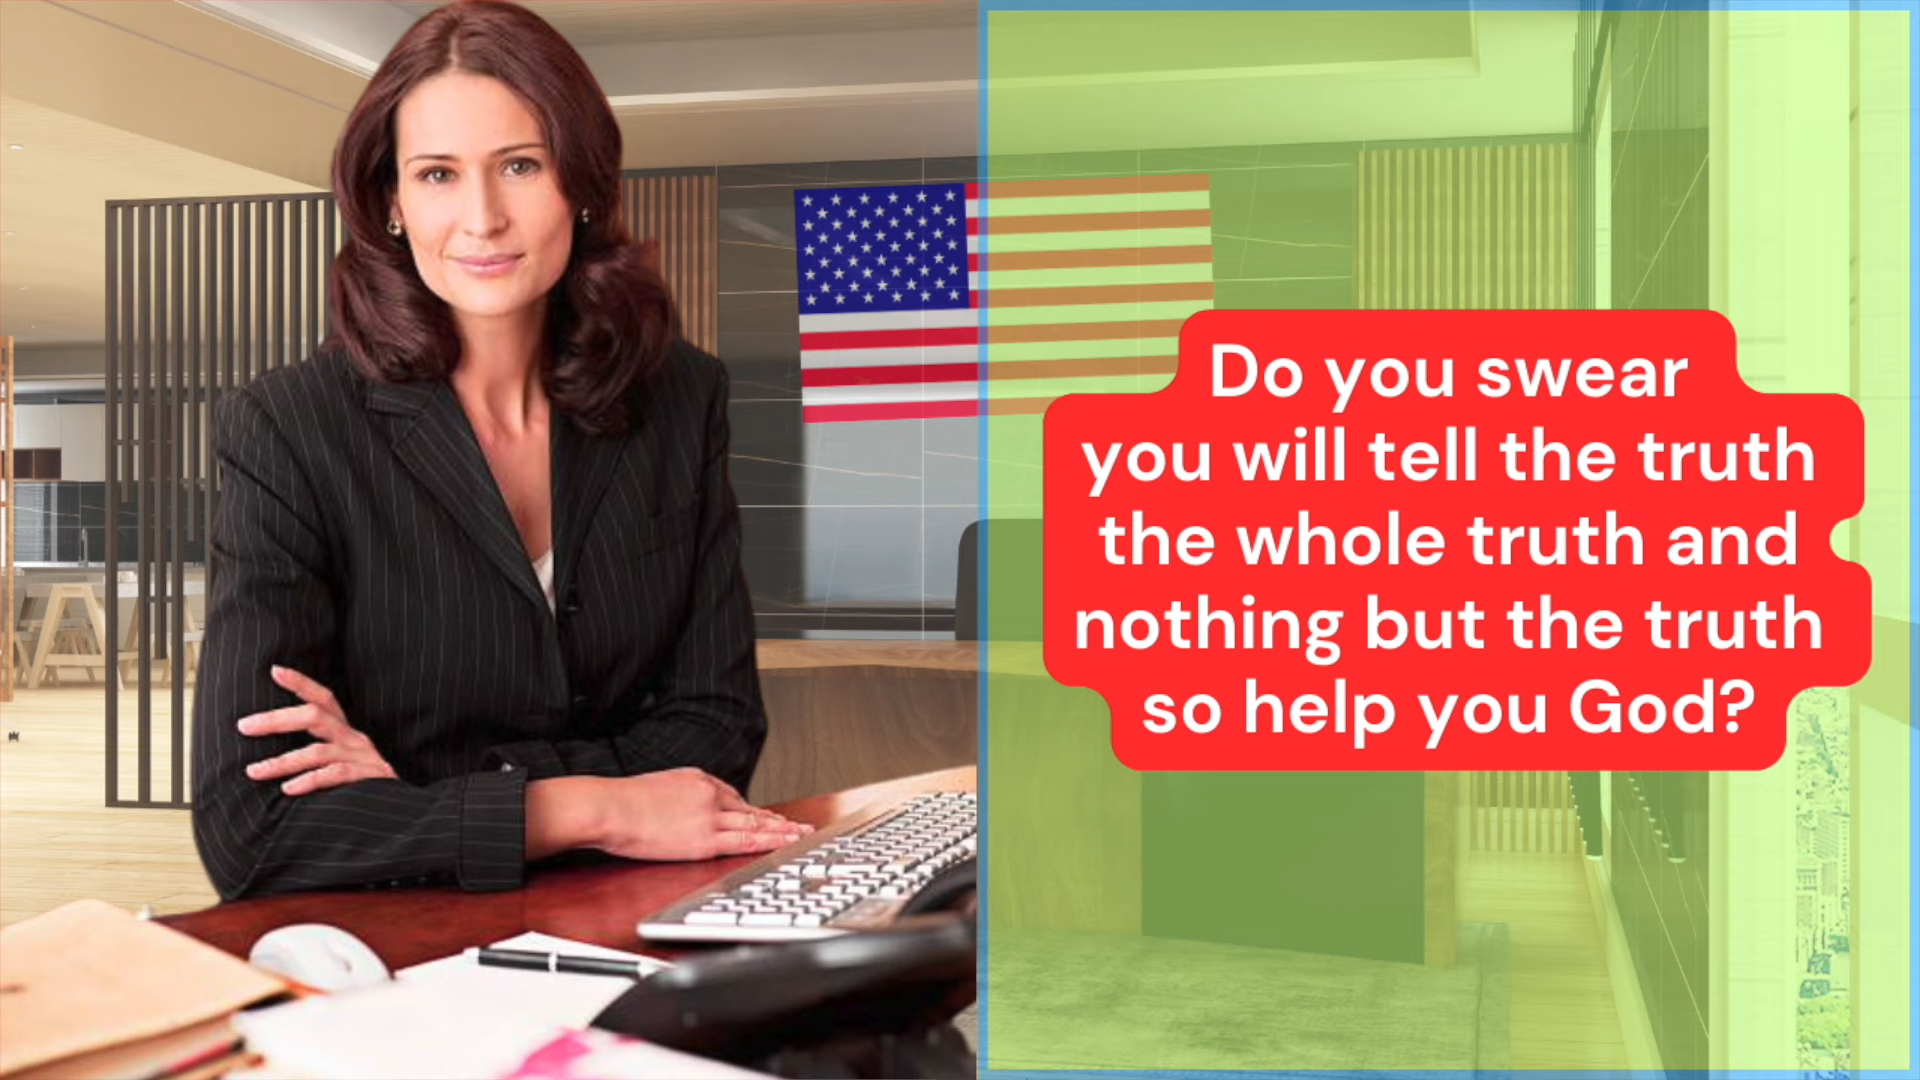 Do you swear
you will tell the truth
the whole truth and
nothing but the truth
so help you God?